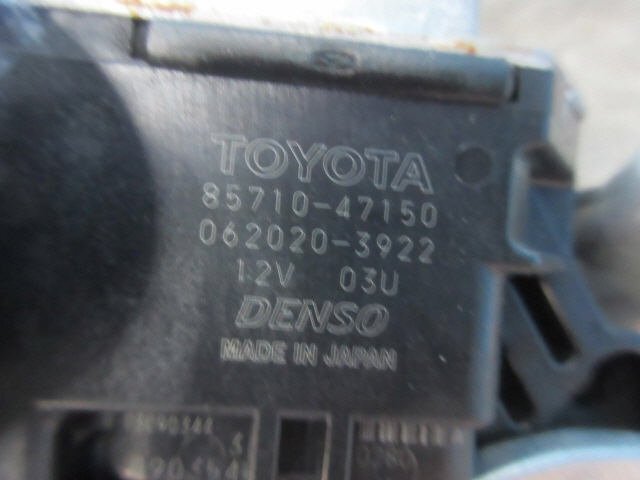 TOYOTA
85710-47150
062020-3922
12V 03U
DENSO
MADE IN JAPAN